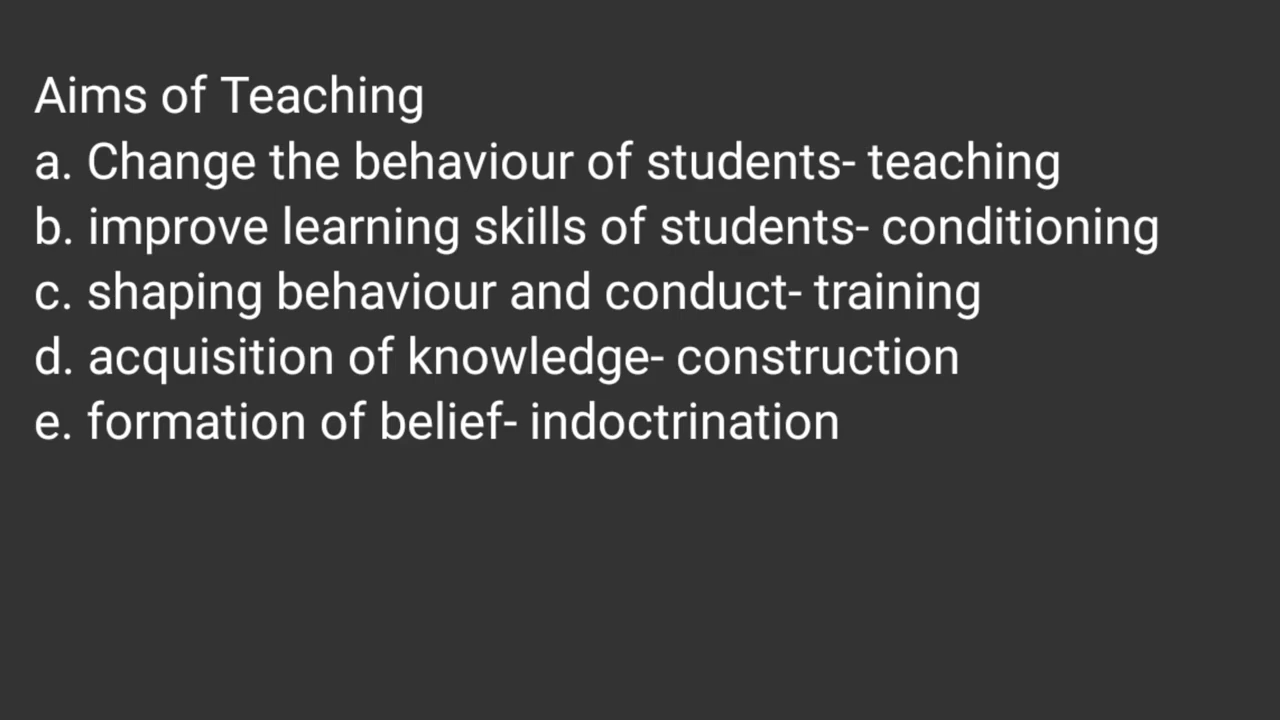 Aims of Teaching
a. Change the behaviour of students- teaching
b. improve learning skills of students- conditioning
c. shaping behaviour and conduct- training
d. acquisition of knowledge- construction
e. formation of belief- indoctrination